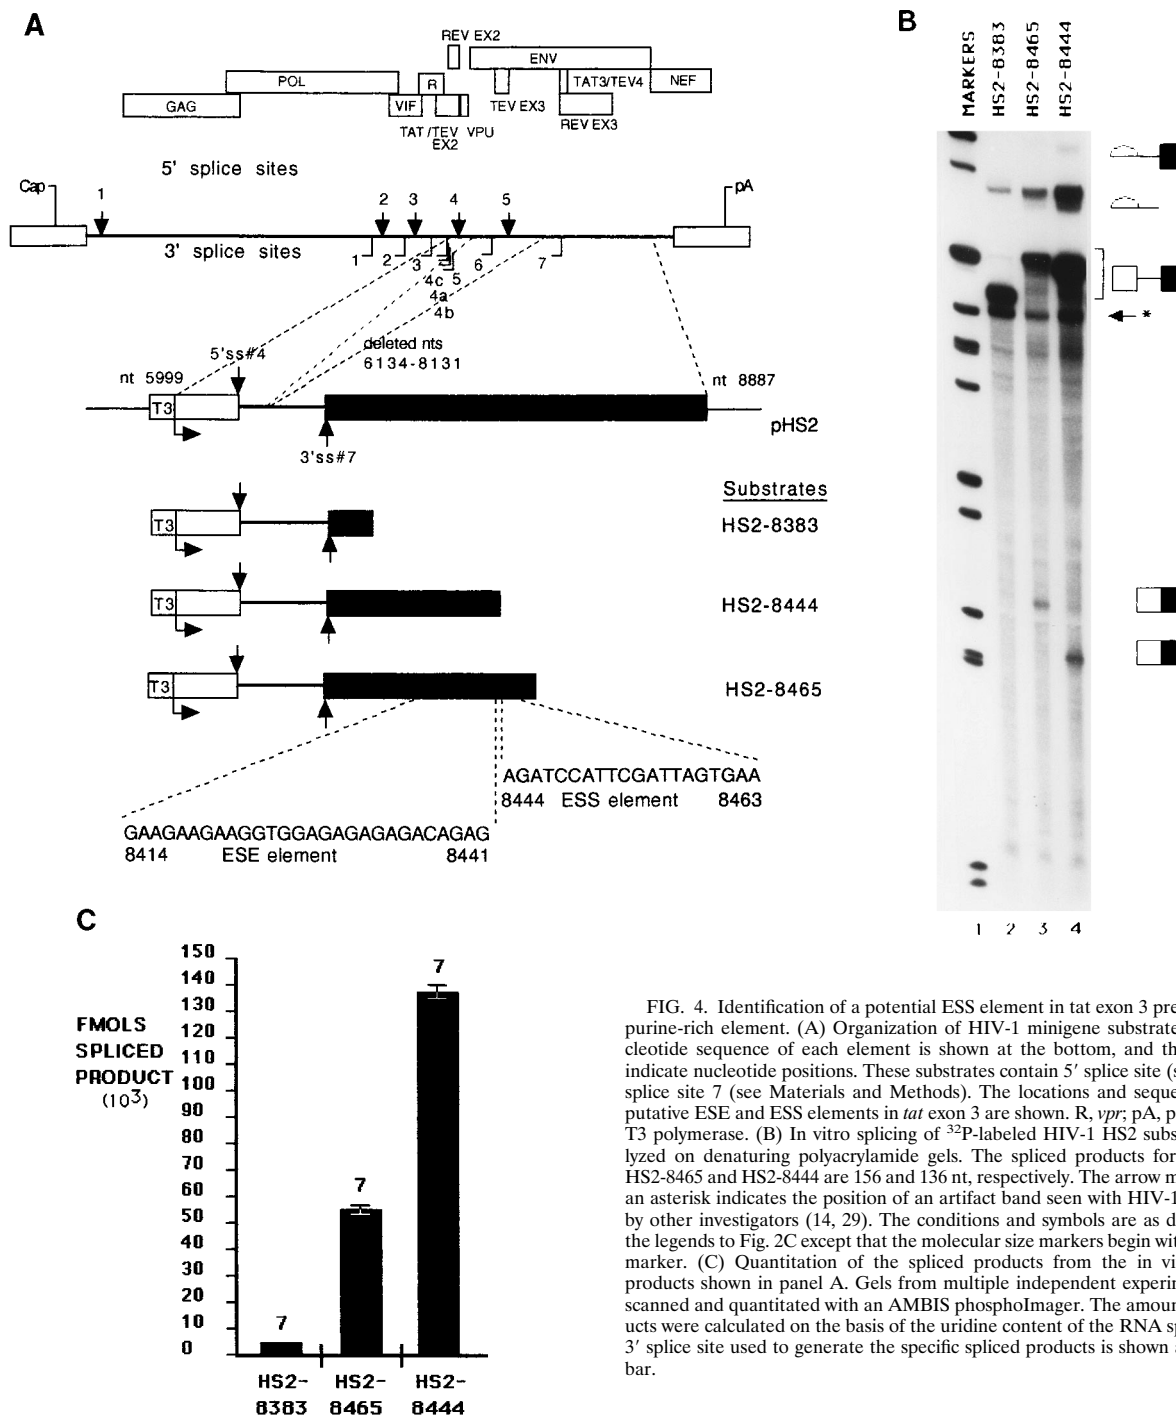 A
REV EX2
ENV
POL
R
TAT3/TEV4
NEF
GAG
VIF
TEV EX3
TAT/TEV VPU
EX2
REV EX3
5' splice sites
Cap
pA
1
2
3
4
5
3' splice sites
1
2
3
4c
4a
4b
5
6
7
deleted nts
6134-8131
5'ss#4
nt 5999
nt 8887
T3
pHS2
3'ss#7
Substrates
T3
HS2-8383
T3
HS2-8444
T3
HS2-8465
AGATCCATTCGATTAGTGAA
8444 ESS element 8463
GAAGAAGAAGGTGGAGAGAGAGACAGAG
8414 ESE element 8441
B
MARKERS
HS2-8383
HS2-8465
HS2-8444
*
1 2 3 4
C
150
140
130
120
110
100
90
80
70
60
50
40
30
20
10
0
FMOLS
SPLICED
PRODUCT
(10³)
7
7
7
HS2-
8383
HS2-
8465
HS2-
8444
FIG. 4. Identification of a potential ESS element in tat exon 3 pre
purine-rich element. (A) Organization of HIV-1 minigene substrate
cleotide sequence of each element is shown at the bottom, and th
indicate nucleotide positions. These substrates contain 5′ splice site (s
splice site 7 (see Materials and Methods). The locations and seque
putative ESE and ESS elements in tat exon 3 are shown. R, vpr; pA, p
T3 polymerase. (B) In vitro splicing of ³²P-labeled HIV-1 HS2 subs
lyzed on denaturing polyacrylamide gels. The spliced products for
HS2-8465 and HS2-8444 are 156 and 136 nt, respectively. The arrow m
an asterisk indicates the position of an artifact band seen with HIV-1
by other investigators (14, 29). The conditions and symbols are as d
the legends to Fig. 2C except that the molecular size markers begin wit
marker. (C) Quantitation of the spliced products from the in vi
products shown in panel A. Gels from multiple independent experi
scanned and quantitated with an AMBIS phosphoImager. The amoun
ucts were calculated on the basis of the uridine content of the RNA s
3′ splice site used to generate the specific spliced products is shown
bar.